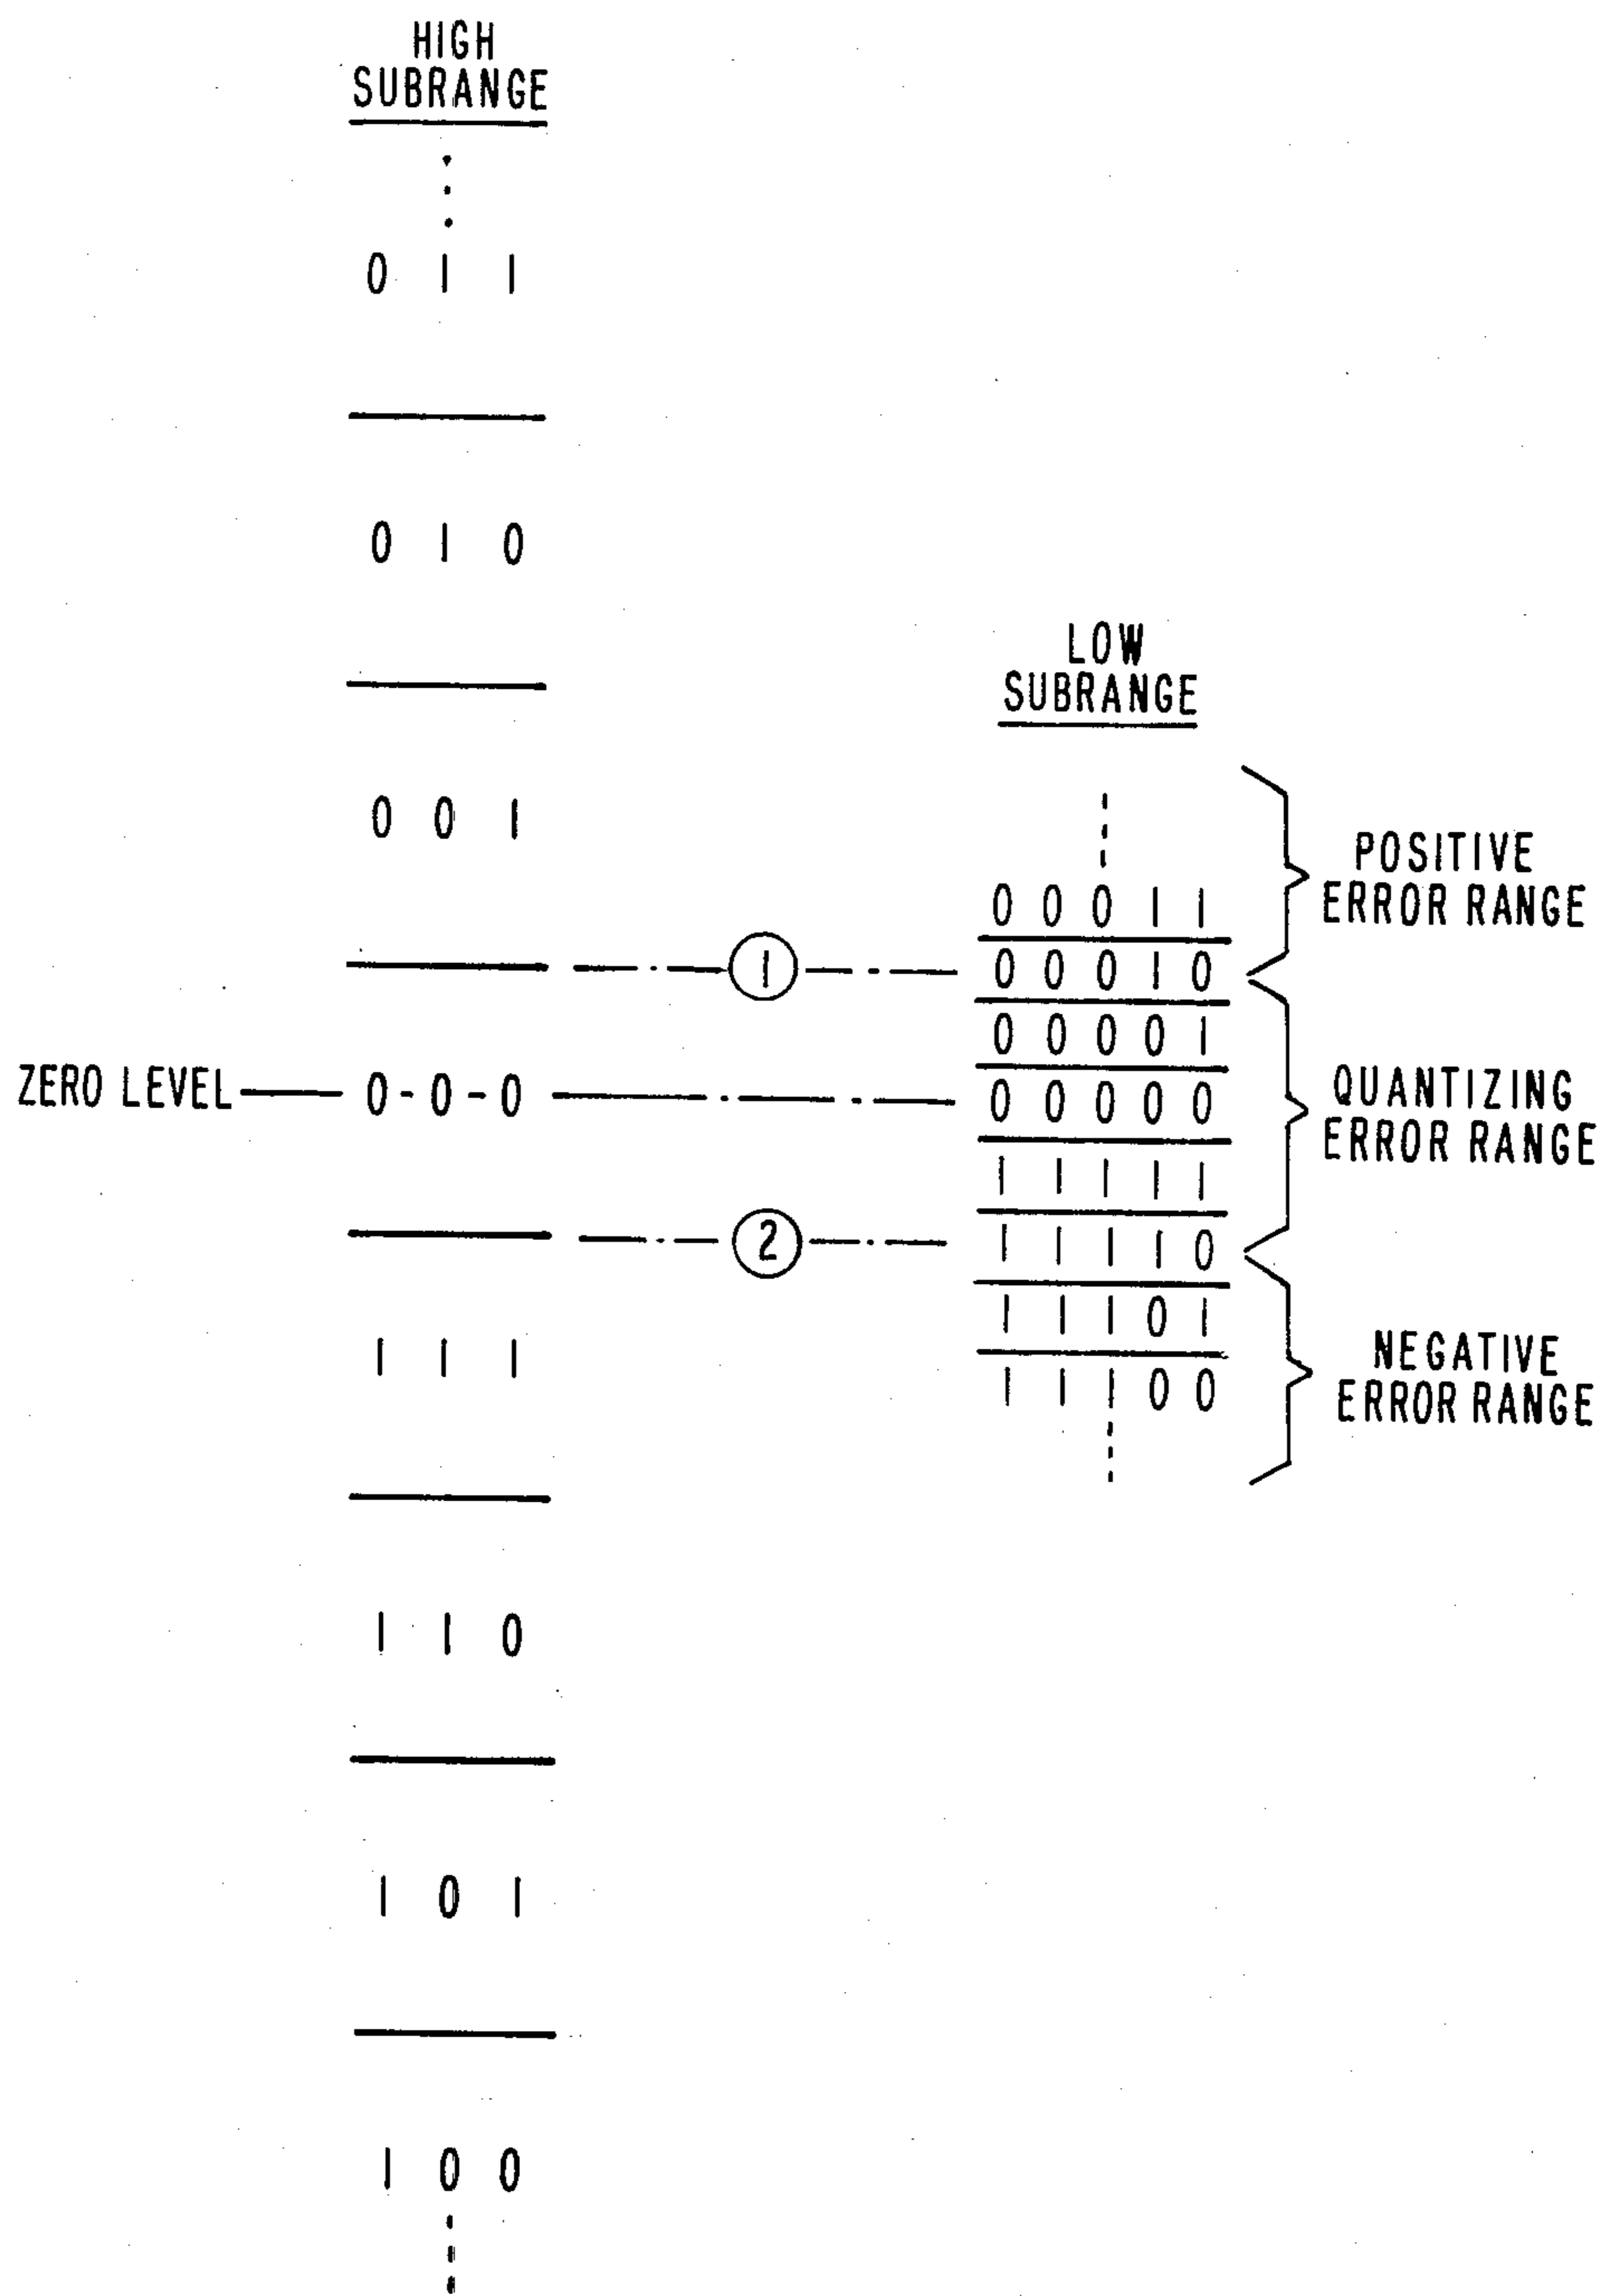 HIGH
SUBRANGE
0 1 1
0 1 0
LOW
SUBRANGE
0 0 1
POSITIVE
ERROR RANGE
0 0 0 1 1
1
0 0 0 1 0
0 0 0 0 1
ZERO LEVEL
0-0-0
0 0 0 0 0
QUANTIZING
ERROR RANGE
1 1 1 1 1
2
1 1 1 1 0
1 1 1 0 1
1 1 1
1 1 1 0 0
NEGATIVE
ERROR RANGE
1 1 0
1 0 1
1 0 0